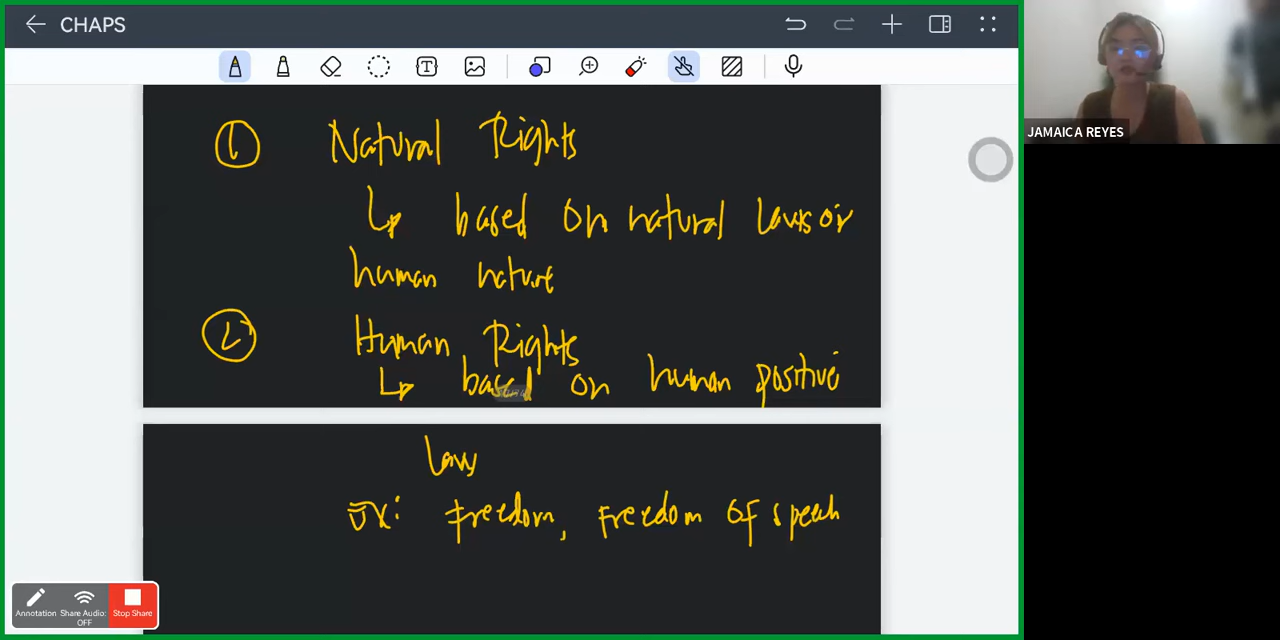 CHAPS
JAMAICA REYES
1 Natural Rights
↳ based on natural laws or
human nature
2 Human Rights
↳ based on human positive
laws
EX: Freedom, Freedom of speech
Annotation
Share Audio: OFF
Stop Share